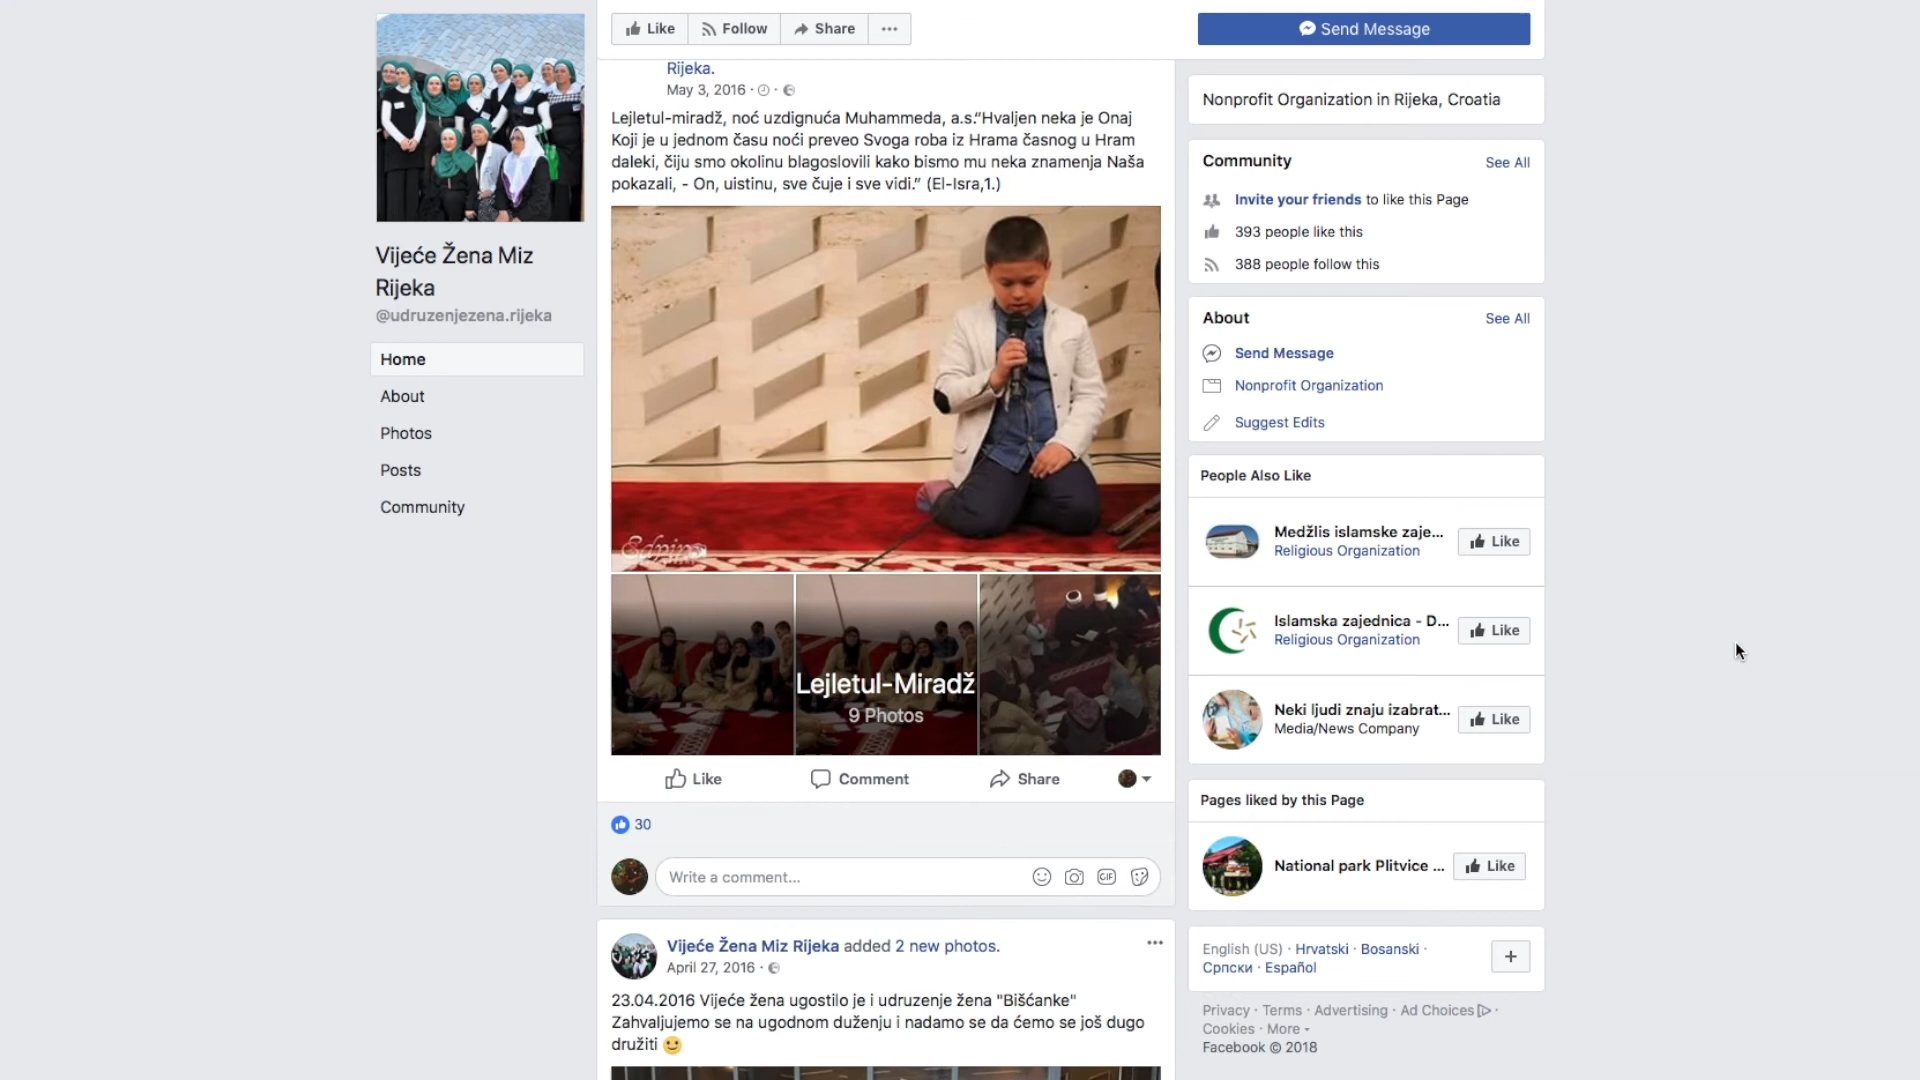 Like
Follow
Share
Send Message
Vijeće Žena Miz
Rijeka
@udruzenjezena.rijeka
Home
About
Photos
Posts
Community
Rijeka.
May 3, 2016
Lejletul-miradž, noć uzdignuća Muhammeda, a.s.“Hvaljen neka je Onaj
Koji je u jednom času noći preveo Svoga roba iz Hrama časnog u Hram
daleki, čiju smo okolinu blagoslovili kako bismo mu neka znamenja Naša
pokazali, - On, uistinu, sve čuje i sve vidi.” (El-Isra,1.)
Lejletul-Miradž
9 Photos
Like
Comment
Share
30
Write a comment...
GIF
Vijeće Žena Miz Rijeka added 2 new photos.
April 27, 2016
23.04.2016 Vijeće žena ugostilo je i udruzenje žena "Bišćanke"
Zahvaljujemo se na ugodnom duženju i nadamo se da ćemo se još dugo
družiti
Nonprofit Organization in Rijeka, Croatia
Community
See All
Invite your friends to like this Page
393 people like this
388 people follow this
About
See All
Send Message
Nonprofit Organization
Suggest Edits
People Also Like
Medžlis islamske zaje...
Religious Organization
Like
Islamska zajednica - D...
Religious Organization
Like
Neki ljudi znaju izabrat...
Media/News Company
Like
Pages liked by this Page
National park Plitvice ...
Like
English (US) · Hrvatski · Bosanski ·
Српски · Español
Privacy · Terms · Advertising · Ad Choices ·
Cookies · More
Facebook © 2018